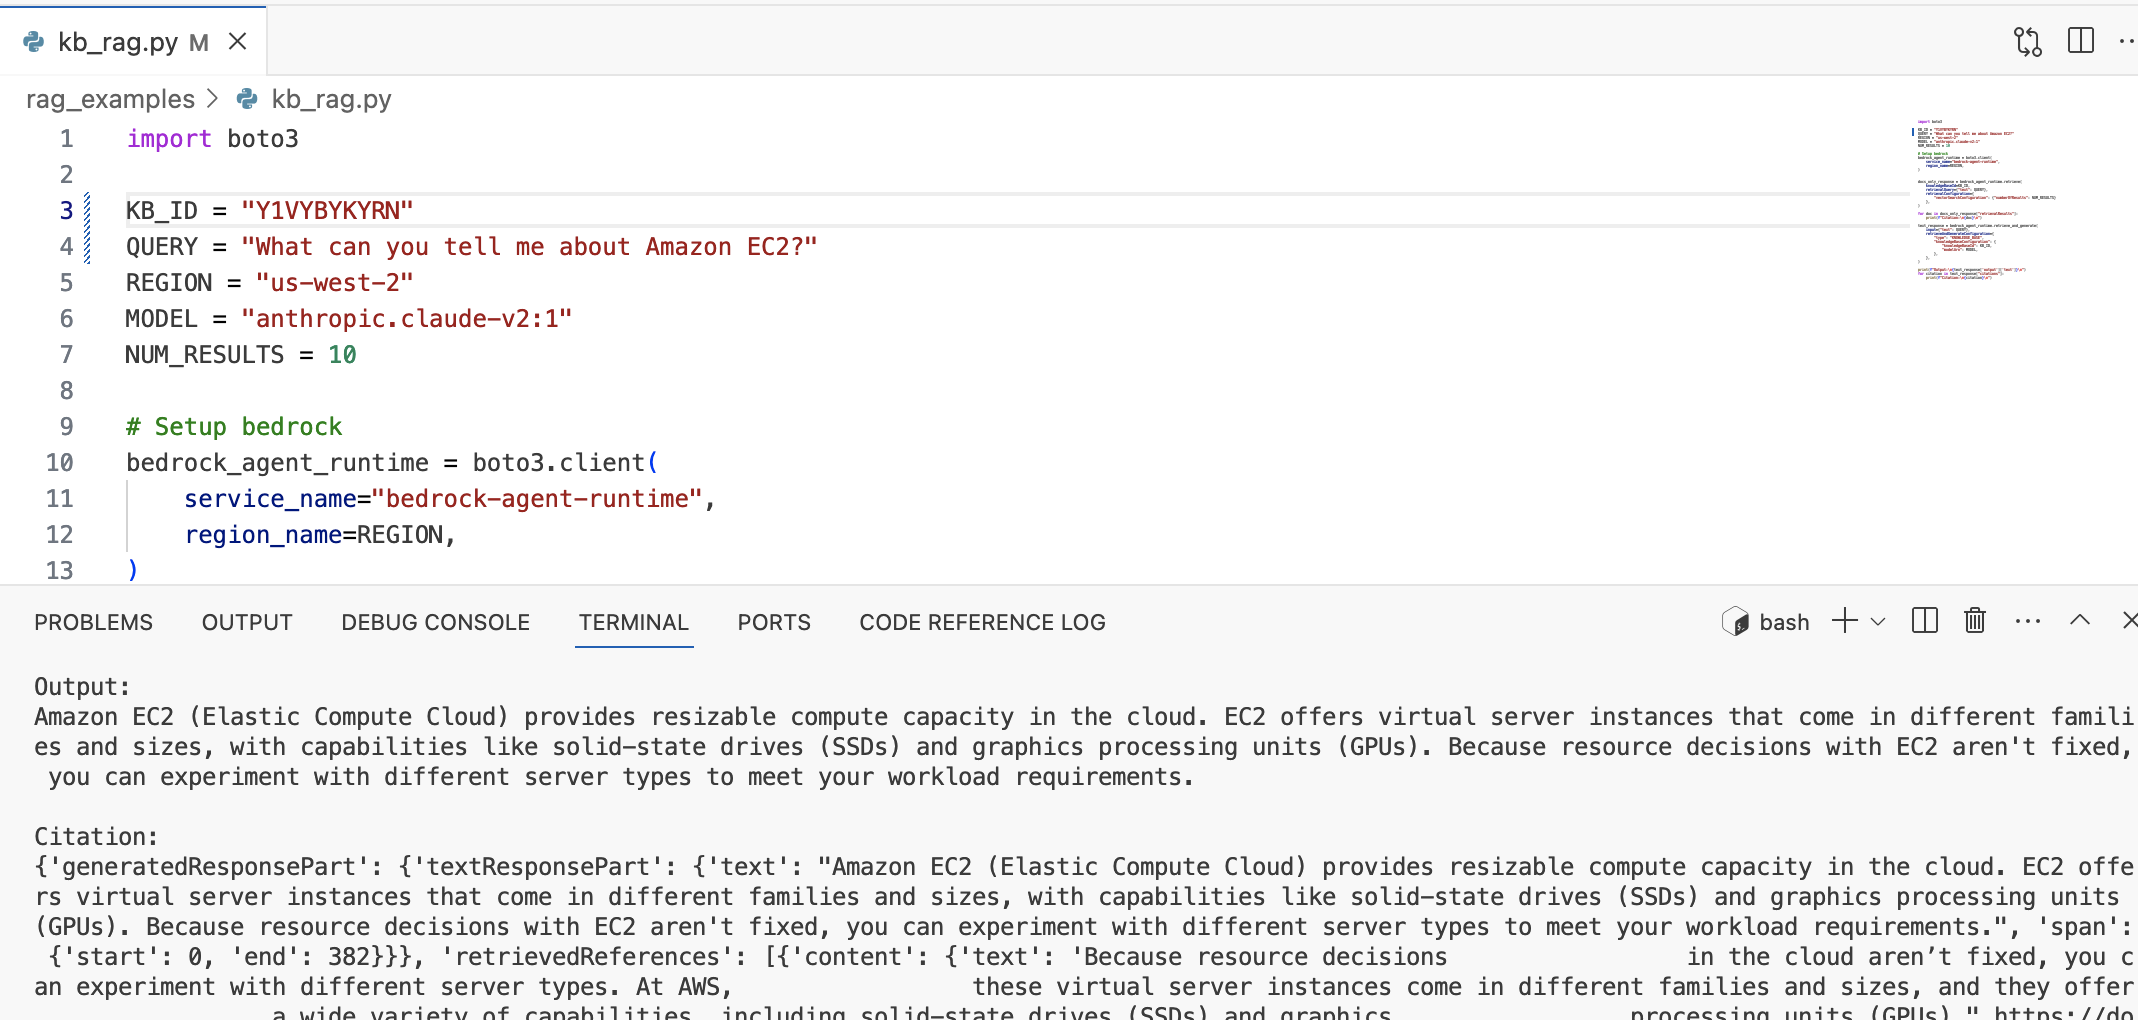 kb_rag.py M
rag_examples > kb_rag.py
1 import boto3
2
3 KB_ID = "Y1VYBYKYRN"
4 QUERY = "What can you tell me about Amazon EC2?"
5 REGION = "us-west-2"
6 MODEL = "anthropic.claude-v2:1"
7 NUM_RESULTS = 10
8
9 # Setup bedrock
10 bedrock_agent_runtime = boto3.client(
11 service_name="bedrock-agent-runtime",
12 region_name=REGION,
13 )
PROBLEMS OUTPUT DEBUG CONSOLE TERMINAL PORTS CODE REFERENCE LOG bash
Output:
Amazon EC2 (Elastic Compute Cloud) provides resizable compute capacity in the cloud. EC2 offers virtual server instances that come in different famili
es and sizes, with capabilities like solid-state drives (SSDs) and graphics processing units (GPUs). Because resource decisions with EC2 aren't fixed,
you can experiment with different server types to meet your workload requirements.
Citation:
{'generatedResponsePart': {'textResponsePart': {'text': "Amazon EC2 (Elastic Compute Cloud) provides resizable compute capacity in the cloud. EC2 offe
rs virtual server instances that come in different families and sizes, with capabilities like solid-state drives (SSDs) and graphics processing units
(GPUs). Because resource decisions with EC2 aren't fixed, you can experiment with different server types to meet your workload requirements.", 'span':
{'start': 0, 'end': 382}}}, 'retrievedReferences': [{'content': {'text': 'Because resource decisions in the cloud aren’t fixed, you c
an experiment with different server types. At AWS, these virtual server instances come in different families and sizes, and they offer
a wide variety of capabilities, including solid-state drives (SSDs) and graphics processing units (GPUs)." https://do